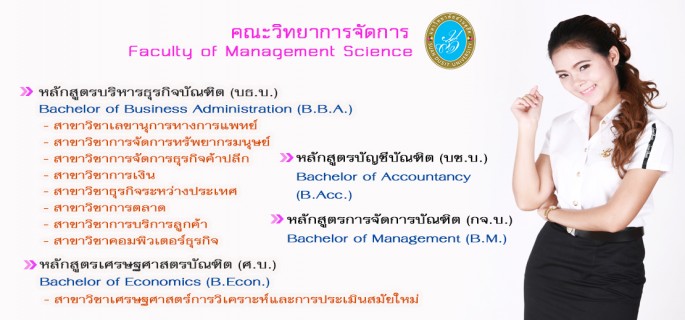 คณะวิทยาการจัดการ
Faculty of Management Science
หลักสูตรบริหารธุรกิจบัณฑิต (บธ.บ.)
Bachelor of Business Administration (B.B.A.)
- สาขาวิชาเลขานุการทางการแพทย์
- สาขาวิชาการจัดการทรัพยากรมนุษย์
- สาขาวิชาการจัดการธุรกิจค้าปลีก
- สาขาวิชาการเงิน
- สาขาวิชาธุรกิจระหว่างประเทศ
- สาขาวิชาการตลาด
- สาขาวิชาการบริการลูกค้า
- สาขาวิชาคอมพิวเตอร์ธุรกิจ
หลักสูตรบัญชีบัณฑิต (บช.บ.)
Bachelor of Accountancy
(B.Acc.)
หลักสูตรการจัดการบัณฑิต (กจ.บ.)
Bachelor of Management (B.M.)
หลักสูตรเศรษฐศาสตรบัณฑิต (ศ.บ.)
Bachelor of Economics (B.Econ.)
- สาขาวิชาเศรษฐศาสตร์การวิเคราะห์และการประเมินสมัยใหม่